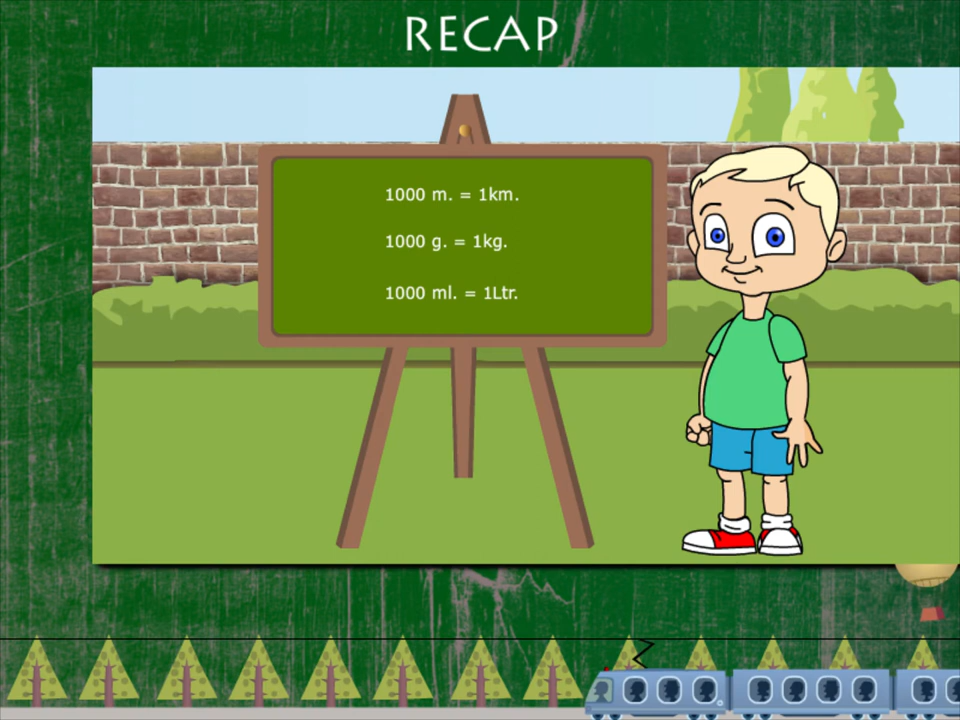 RECAP
1000 m. = 1km.
1000 g. = 1kg.
1000 ml. = 1Ltr.